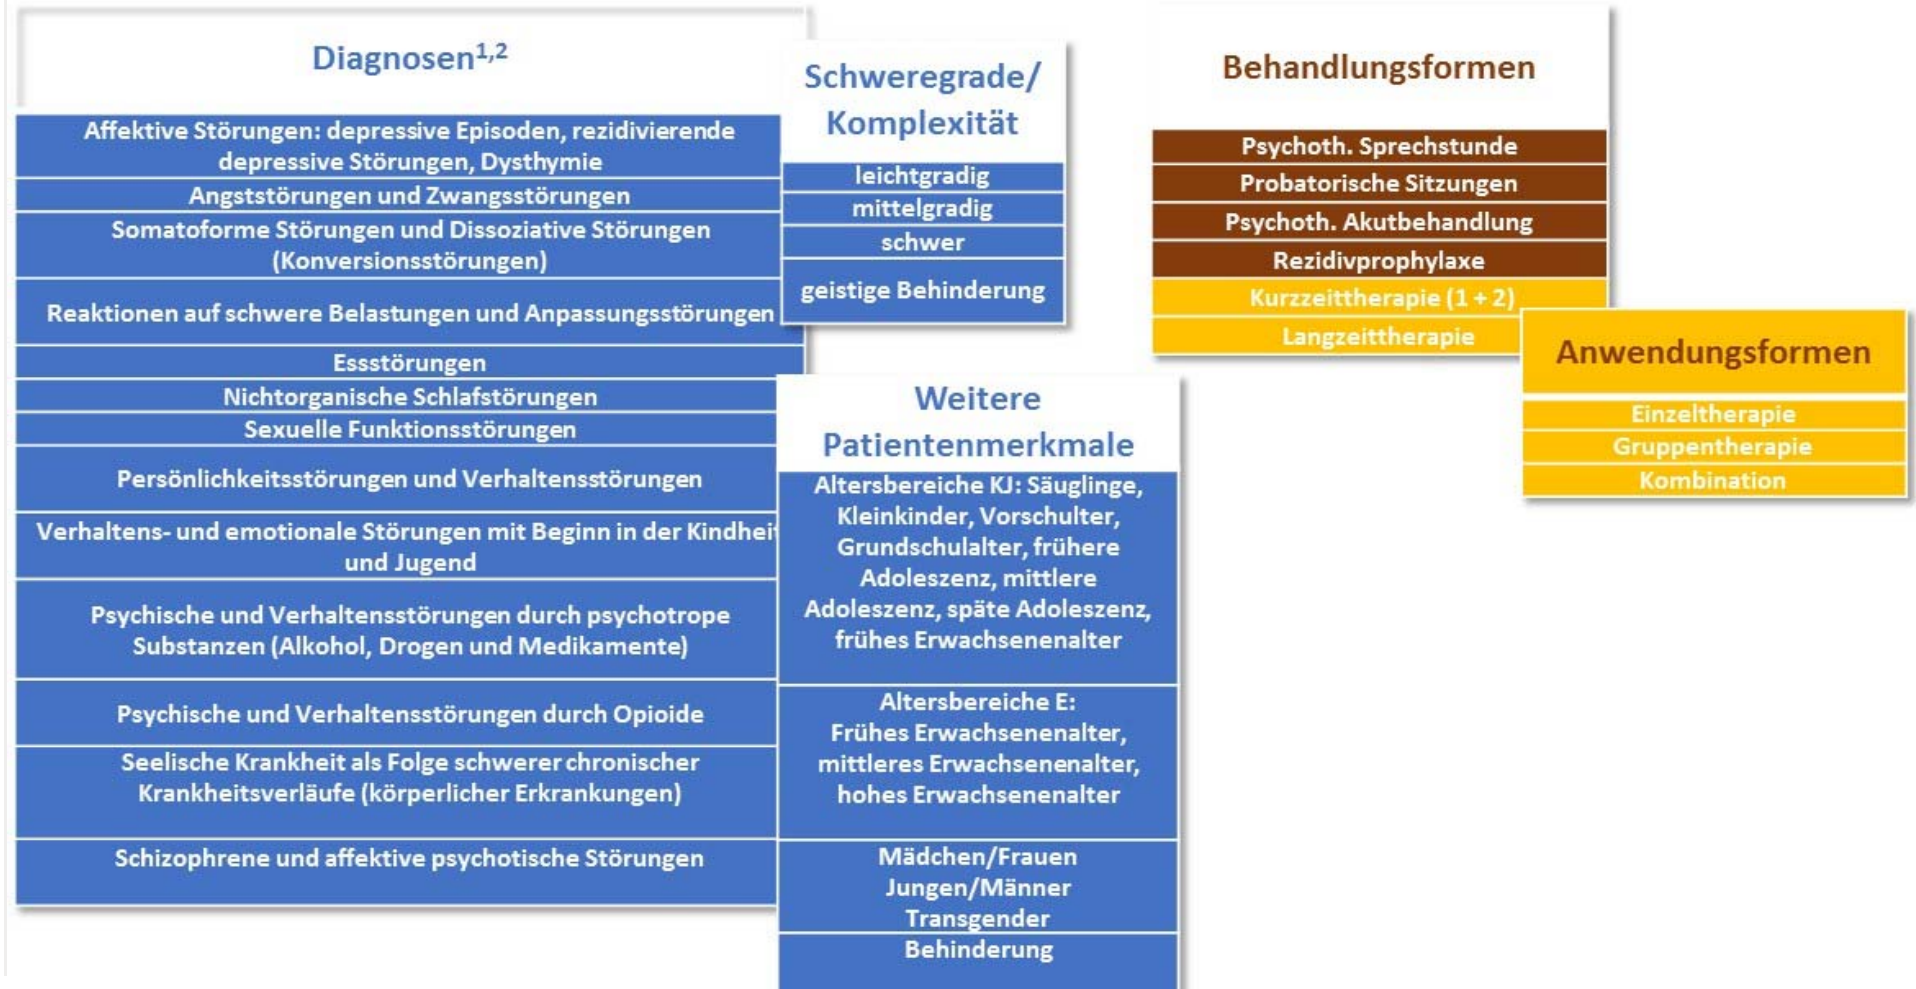 Diagnosen1,2
Affektive Störungen: depressive Episoden, rezidivierende
depressive Störungen, Dysthymie
Angststörungen und Zwangsstörungen
Somatoforme Störungen und Dissoziative Störungen
(Konversionsstörungen)
Reaktionen auf schwere Belastungen und Anpassungsstörungen
Essstörungen
Nichtorganische Schlafstörungen
Sexuelle Funktionsstörungen
Persönlichkeitsstörungen und Verhaltensstörungen
Verhaltens- und emotionale Störungen mit Beginn in der Kindheit
und Jugend
Psychische und Verhaltensstörungen durch psychotrope
Substanzen (Alkohol, Drogen und Medikamente)
Psychische und Verhaltensstörungen durch Opioide
Seelische Krankheit als Folge schwerer chronischer
Krankheitsverläufe (körperlicher Erkrankungen)
Schizophrene und affektive psychotische Störungen
Schweregrade/
Komplexität
leichtgradig
mittelgradig
schwer
geistige Behinderung
Weitere
Patientenmerkmale
Altersbereiche KJ: Säuglinge,
Kleinkinder, Vorschulter,
Grundschulalter, frühere
Adoleszenz, mittlere
Adoleszenz, späte Adoleszenz,
frühes Erwachsenenalter
Altersbereiche E:
Frühes Erwachsenenalter,
mittleres Erwachsenenalter,
hohes Erwachsenenalter
Mädchen/Frauen
Jungen/Männer
Transgender
Behinderung
Behandlungsformen
Psychoth. Sprechstunde
Probatorische Sitzungen
Psychoth. Akutbehandlung
Rezidivprophylaxe
Kurzzeittherapie (1 + 2)
Langzeittherapie
Anwendungsformen
Einzeltherapie
Gruppentherapie
Kombination